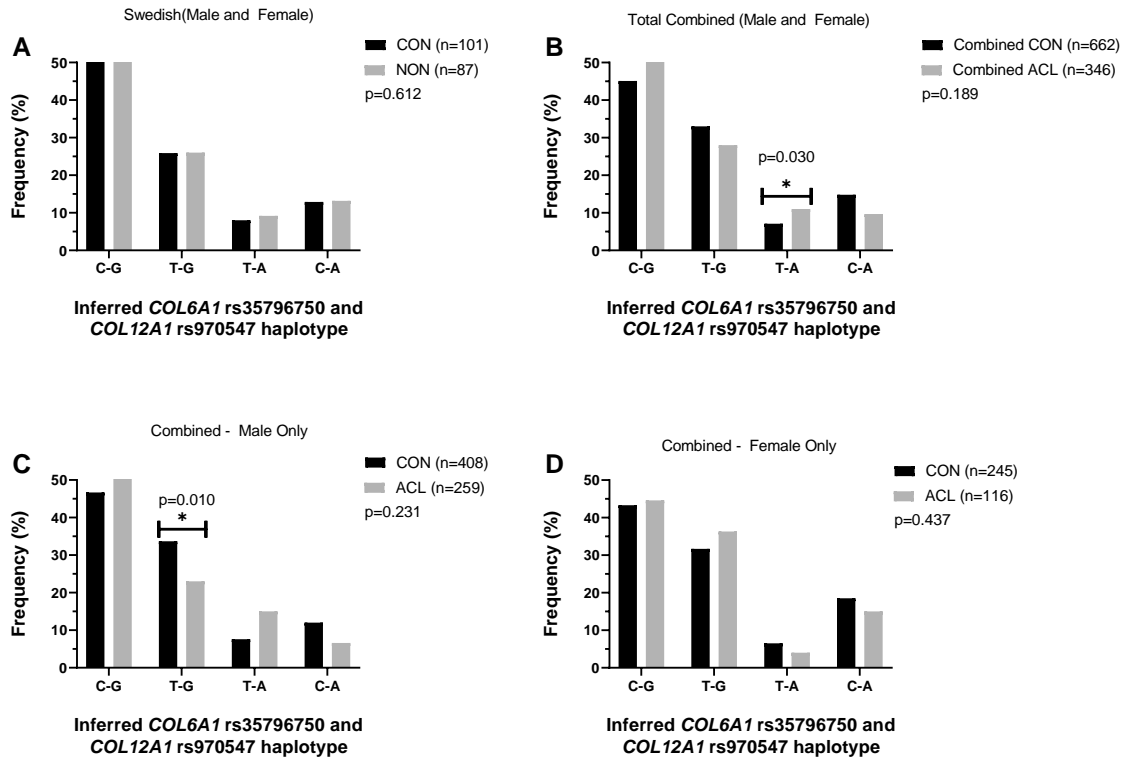 Swedish(Male and Female)
A
CON (n=101)
NON (n=87)
p=0.612
Frequency (%)
50
40
30
20
10
0
C-G T-G T-A C-A
Inferred COL6A1 rs35796750 and
COL12A1 rs970547 haplotype
Total Combined (Male and Female)
B
Combined CON (n=662)
Combined ACL (n=346)
p=0.189
Frequency (%)
50
40
30
20
10
0
p=0.030
*
C-G T-G T-A C-A
Inferred COL6A1 rs35796750 and
COL12A1 rs970547 haplotype
Combined - Male Only
C
CON (n=408)
ACL (n=259)
p=0.231
Frequency (%)
50
40
30
20
10
0
p=0.010
*
C-G T-G T-A C-A
Inferred COL6A1 rs35796750 and
COL12A1 rs970547 haplotype
Combined - Female Only
D
CON (n=245)
ACL (n=116)
p=0.437
Frequency (%)
50
40
30
20
10
0
C-G T-G T-A C-A
Inferred COL6A1 rs35796750 and
COL12A1 rs970547 haplotype